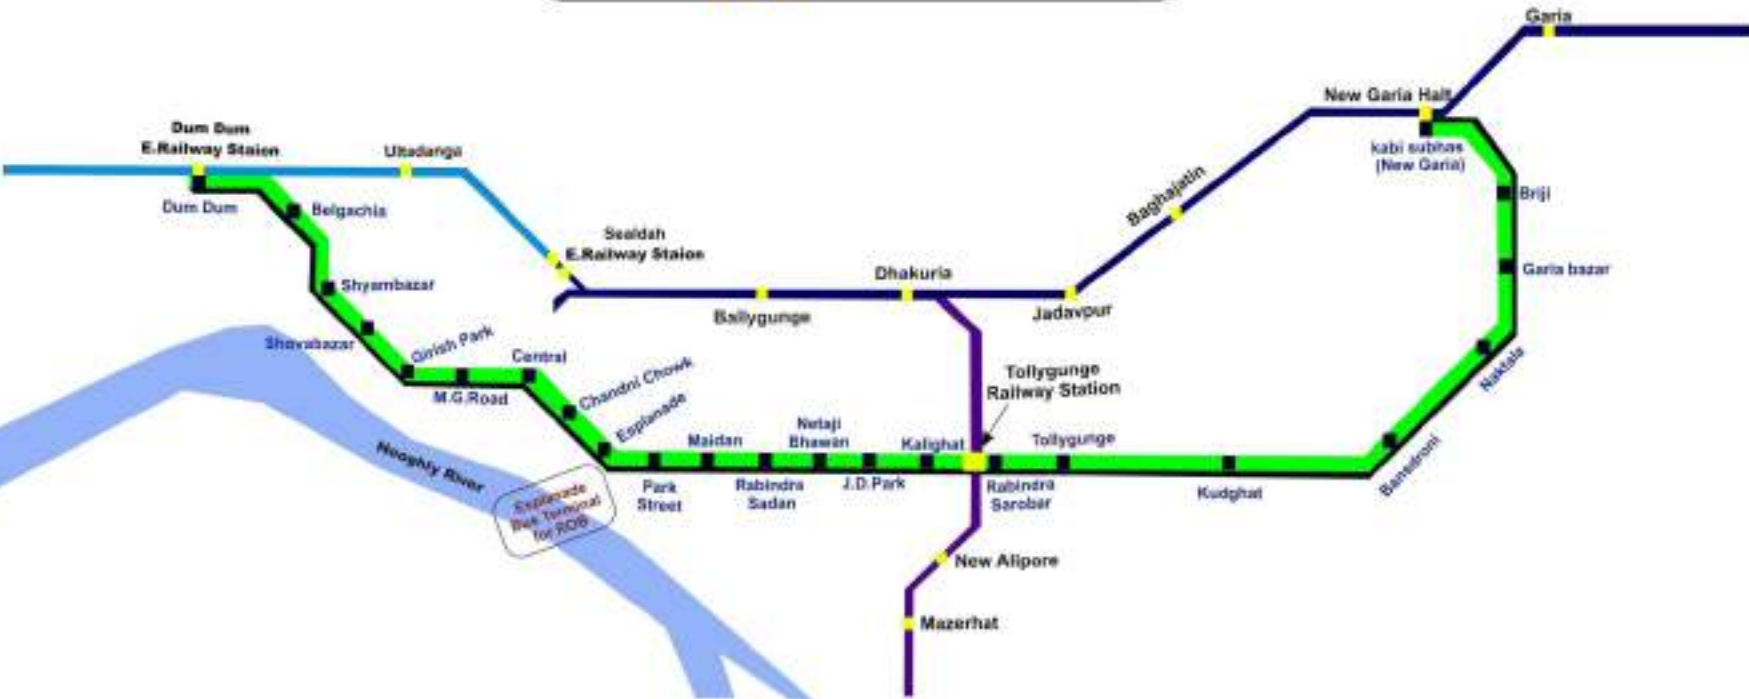 Garia
New Garia Halt
Dum Dum
E.Railway Staion
Ultadanga
kabi subhas
(New Garia)
Dum Dum
Belgachia
Baghajatin
Briji
Sealdah
E.Railway Staion
Dhakuria
Garia bazar
Shyambazar
Ballygunge
Jadavpur
Shovabazar
Girish Park
Central
M.G.Road
Chandni Chowk
Tollygunge
Railway Station
Naktala
Esplanade
Maidan
Netaji
Bhawan
Kalighat
Tollygunge
Hooghly River
Park
Street
Rabindra
Sadan
J.D.Park
Rabindra
Sarobar
Kudghat
Bansdroni
Esplanade
Bus Terminal
for ROB
New Alipore
Mazerhat